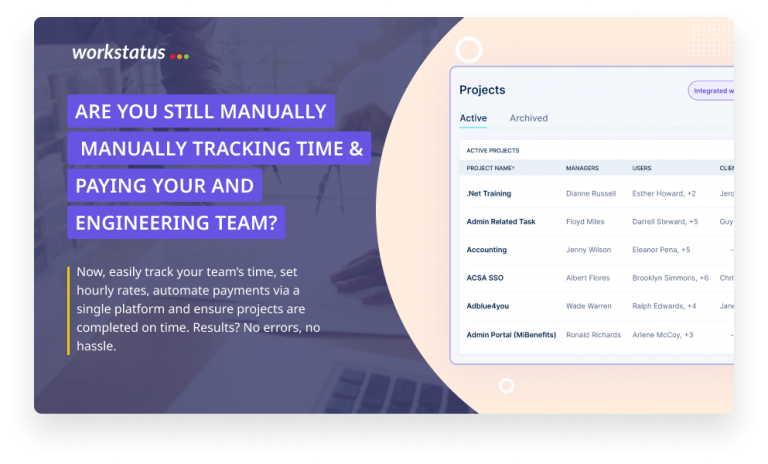 workstatus
ARE YOU STILL MANUALLY
MANUALLY TRACKING TIME &
PAYING YOUR AND
ENGINEERING TEAM?
Now, easily track your team's time, set
hourly rates, automate payments via a
single platform and ensure projects are
completed on time. Results? No errors, no
hassle.
Projects
Integrated w
Active Archived
ACTIVE PROJECTS
PROJECT NAME↑ MANAGERS USERS CLIE
.Net Training Dianne Russell Esther Howard, +2 Jero
Admin Related Task Floyd Miles Darrell Steward, +5 Guy
Accounting Jenny Wilson Eleanor Pena, +5 -
ACSA SSO Albert Flores Brooklyn Simmons, +6 Chri
Adblue4you Wade Warren Ralph Edwards, +4 Jane
Admin Portal (MiBenefits) Ronald Richards Arlene McCoy, +3 -